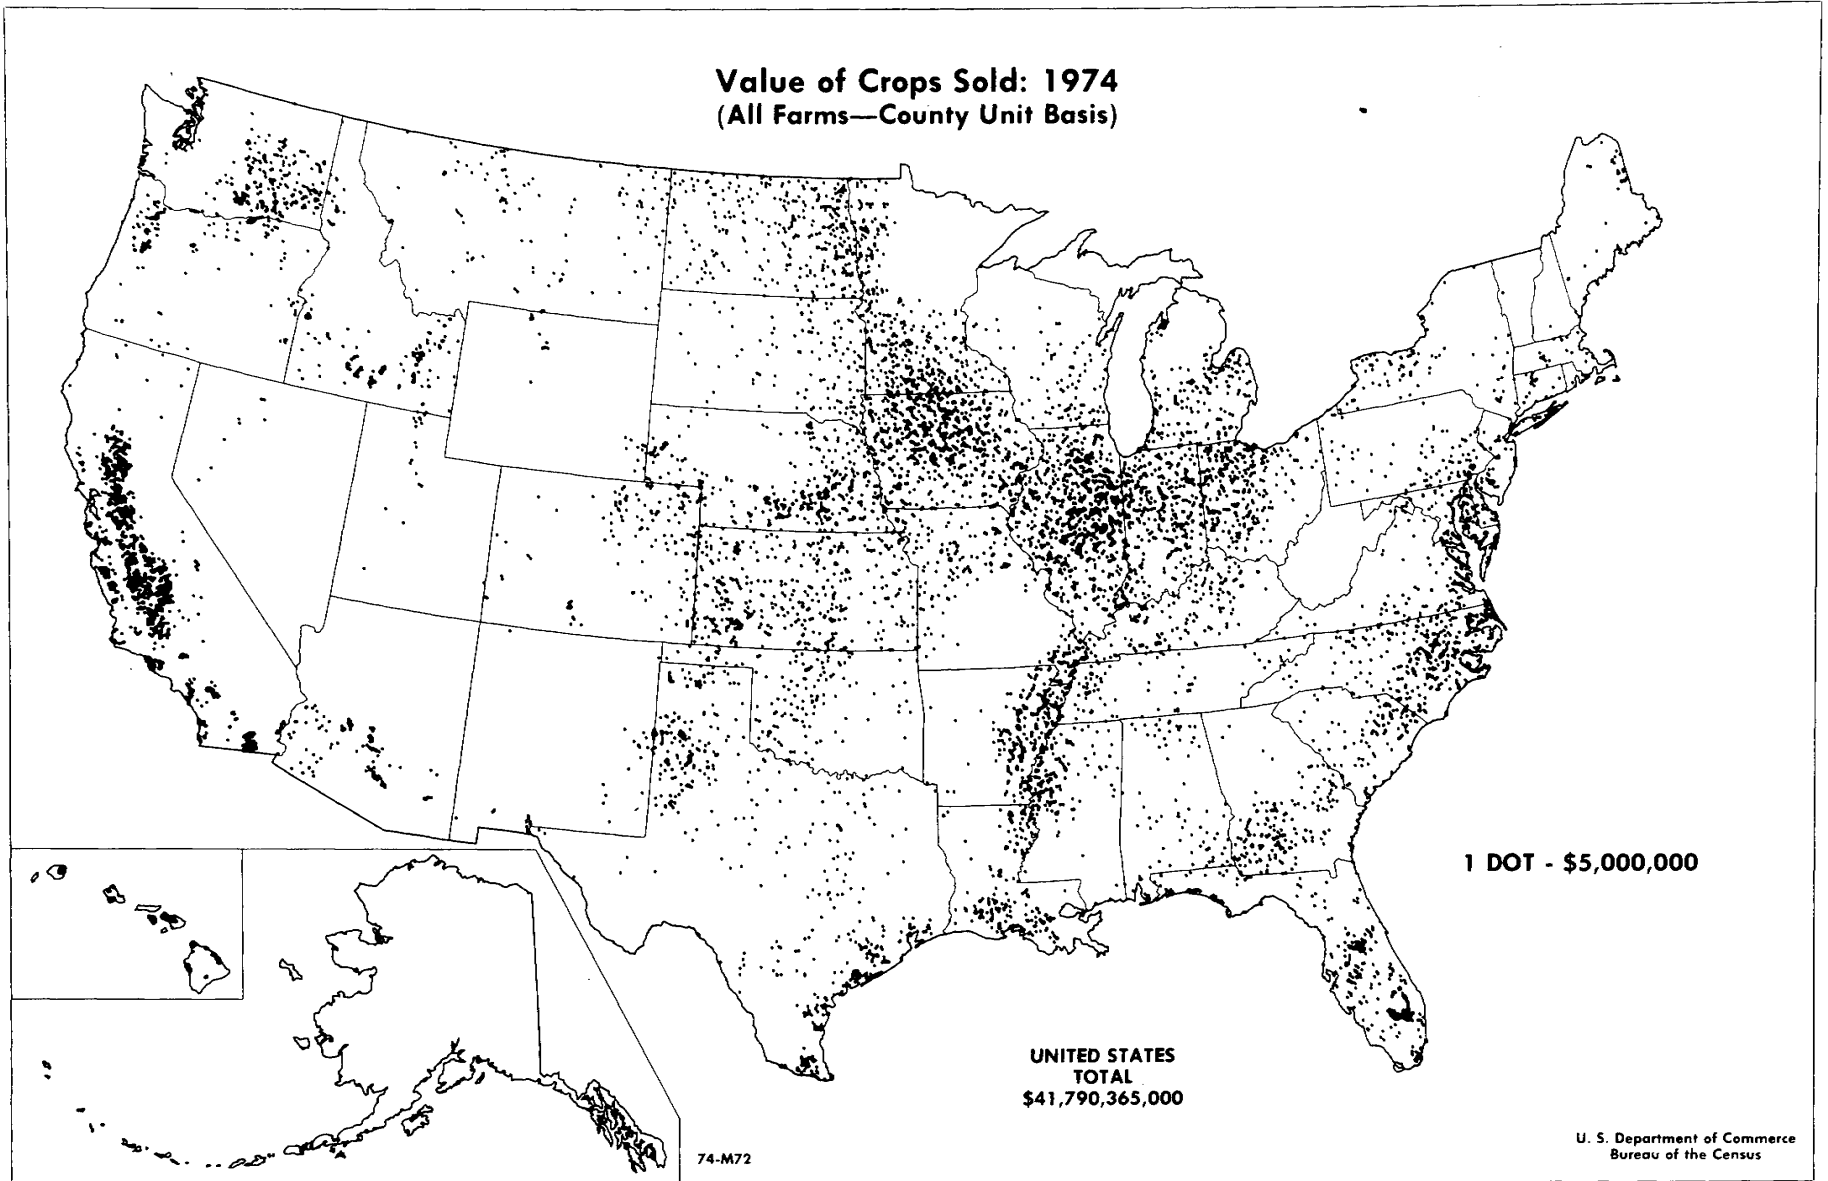 Value of Crops Sold: 1974
(All Farms—County Unit Basis)
1 DOT - $5,000,000
UNITED STATES
TOTAL
$41,790,365,000
74-M72
U. S. Department of Commerce
Bureau of the Census